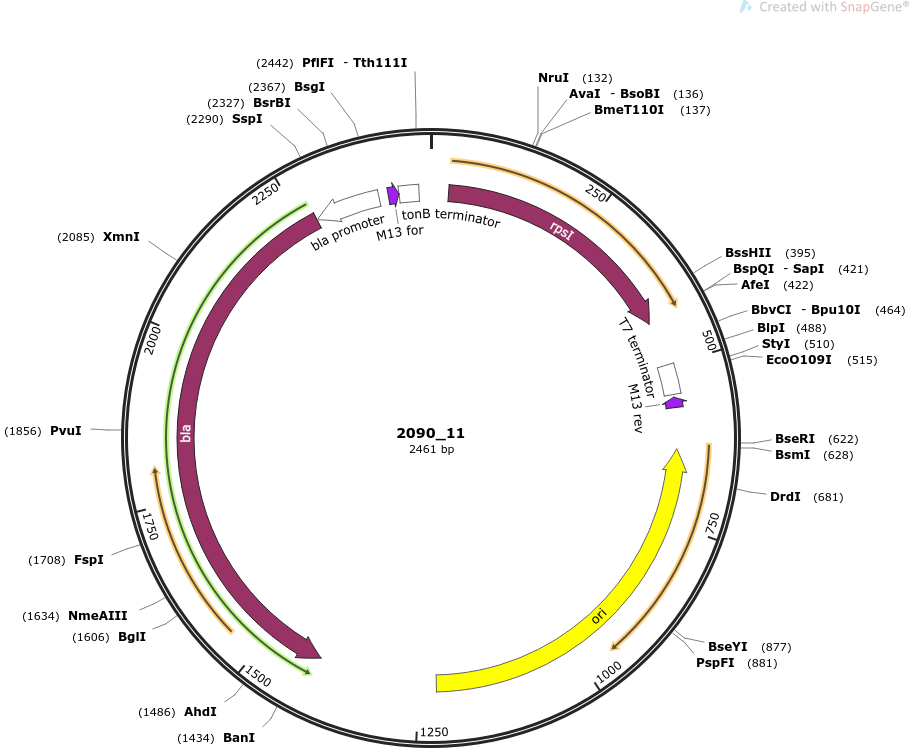 Created with SnapGene®
(2442) PflFI - Tth111I
(2367) BsgI
(2327) BsrBI
(2290) SspI
NruI (132)
AvaI - BsoBI (136)
BmeT110I (137)
2250
250
bla promoter
M13 for
tonB terminator
rpsI
(2085) XmnI
BssHII (395)
BspQI - SapI (421)
AfeI (422)
BbvCI - Bpu10I (464)
BlpI (488)
StyI (510)
EcoO109I (515)
2000
500
T7 terminator
M13 rev
(1856) PvuI
bla
2090_11
2461 bp
BseRI (622)
BsmI (628)
DrdI (681)
1750
750
(1708) FspI
(1634) NmeAIII
(1606) BglI
ori
BseYI (877)
PspFI (881)
1500
1000
(1486) AhdI
(1434) BanI
1250